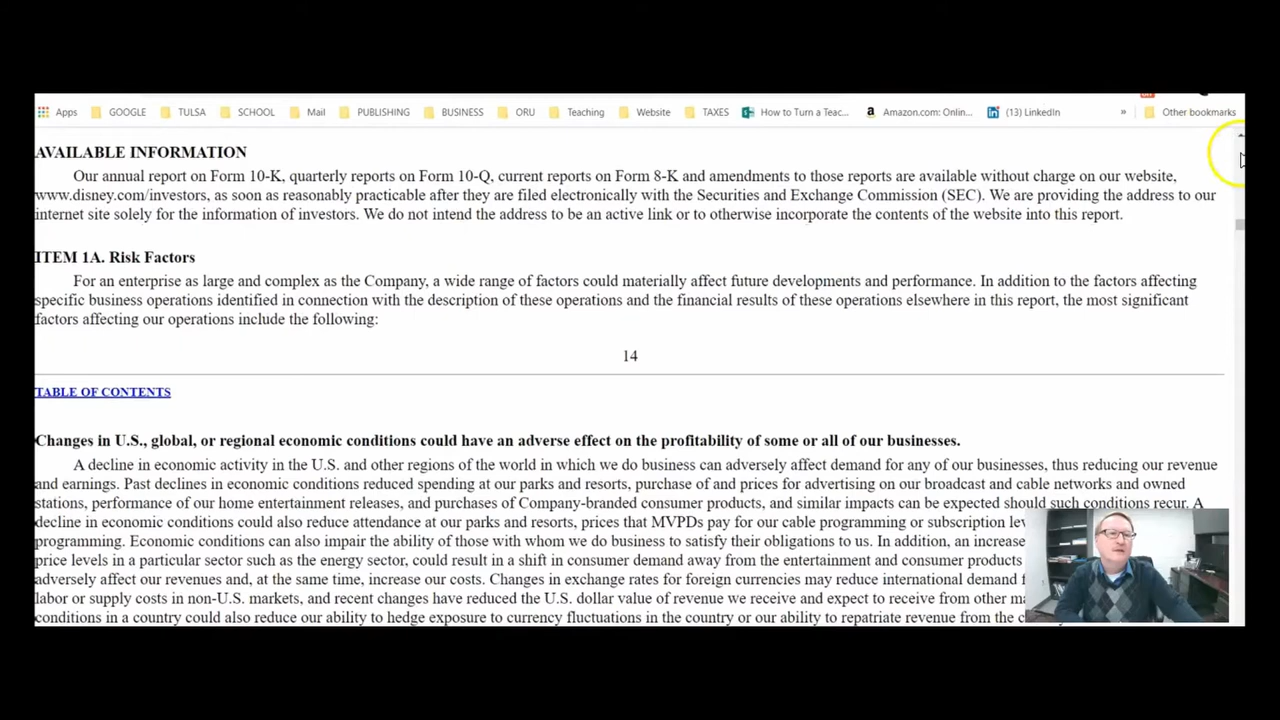 Apps GOOGLE TULSA SCHOOL Mail PUBLISHING BUSINESS ORU Teaching Website TAXES How to Turn a Teac... Amazon.com: Onlin... (13) LinkedIn » Other bookmarks
AVAILABLE INFORMATION
Our annual report on Form 10-K, quarterly reports on Form 10-Q, current reports on Form 8-K and amendments to those reports are available without charge on our website,
www.disney.com/investors, as soon as reasonably practicable after they are filed electronically with the Securities and Exchange Commission (SEC). We are providing the address to our
internet site solely for the information of investors. We do not intend the address to be an active link or to otherwise incorporate the contents of the website into this report.
ITEM 1A. Risk Factors
For an enterprise as large and complex as the Company, a wide range of factors could materially affect future developments and performance. In addition to the factors affecting
specific business operations identified in connection with the description of these operations and the financial results of these operations elsewhere in this report, the most significant
factors affecting our operations include the following:
14
TABLE OF CONTENTS
Changes in U.S., global, or regional economic conditions could have an adverse effect on the profitability of some or all of our businesses.
A decline in economic activity in the U.S. and other regions of the world in which we do business can adversely affect demand for any of our businesses, thus reducing our revenue
and earnings. Past declines in economic conditions reduced spending at our parks and resorts, purchase of and prices for advertising on our broadcast and cable networks and owned
stations, performance of our home entertainment releases, and purchases of Company-branded consumer products, and similar impacts can be expected should such conditions recur. A
decline in economic conditions could also reduce attendance at our parks and resorts, prices that MVPDs pay for our cable programming or subscription
programming. Economic conditions can also impair the ability of those with whom we do business to satisfy their obligations to us. In addition, an increase
price levels in a particular sector such as the energy sector, could result in a shift in consumer demand away from the entertainment and consumer products
adversely affect our revenues and, at the same time, increase our costs. Changes in exchange rates for foreign currencies may reduce international demand
labor or supply costs in non-U.S. markets, and recent changes have reduced the U.S. dollar value of revenue we receive and expect to receive from other
conditions in a country could also reduce our ability to hedge exposure to currency fluctuations in the country or our ability to repatriate revenue from the